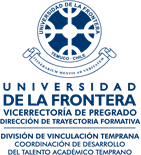 UNIVERSIDAD DE LA FRONTERA
TEMUCO - CHILE
UNIVERSIDAD
DE LA FRONTERA
VICERRECTORÍA DE PREGRADO
DIRECCIÓN DE TRAYECTORIA FORMATIVA
DIVISIÓN DE VINCULACIÓN TEMPRANA
COORDINACIÓN DE DESARROLLO
DEL TALENTO ACADÉMICO TEMPRANO